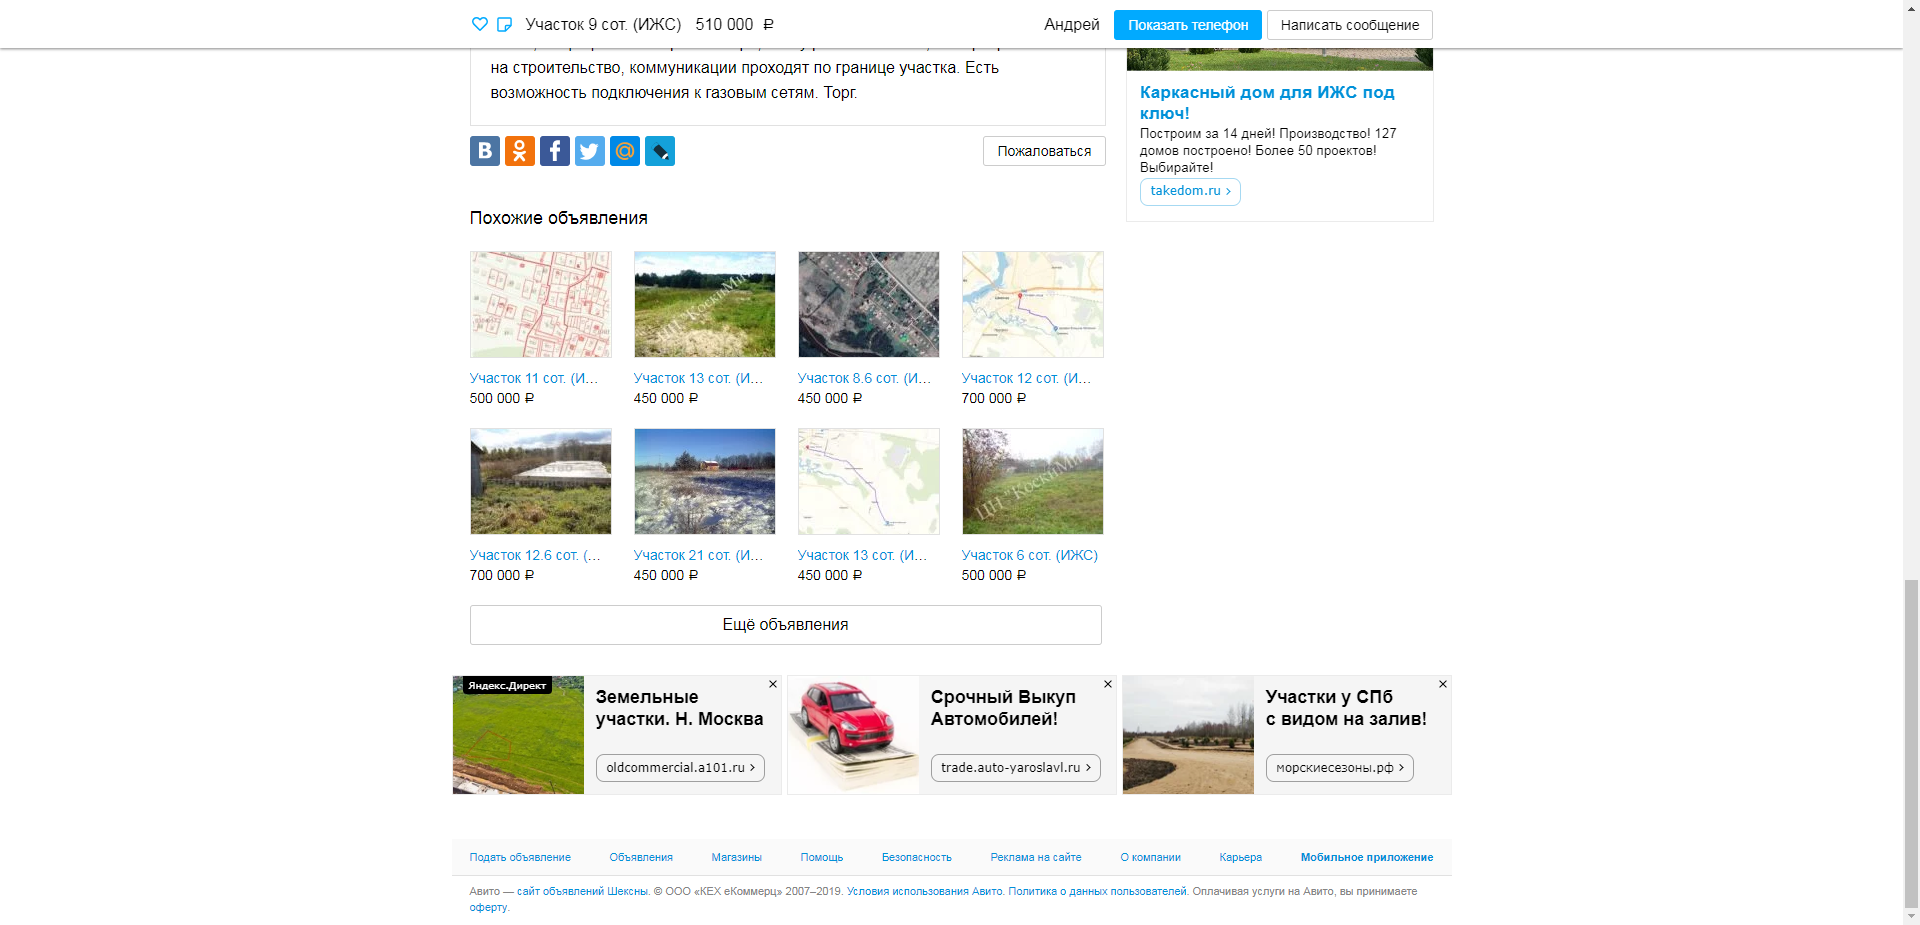 Участок 9 сот. (ИЖС) 510 000 ₽
Андрей
Показать телефон
Написать сообщение
на строительство, коммуникации проходят по границе участка. Есть
возможность подключения к газовым сетям. Торг.
Пожаловаться
Каркасный дом для ИЖС под
ключ!
Построим за 14 дней! Производство! 127
домов построено! Более 50 проектов!
Выбирайте!
takedom.ru ›
Похожие объявления
Участок 11 сот. (И...
500 000 ₽
Участок 13 сот. (И...
450 000 ₽
Участок 8.6 сот. (И...
450 000 ₽
Участок 12 сот. (И...
700 000 ₽
Участок 12.6 сот. (...
700 000 ₽
Участок 21 сот. (И...
450 000 ₽
Участок 13 сот. (И...
450 000 ₽
Участок 6 сот. (ИЖС)
500 000 ₽
Ещё объявления
Яндекс.Директ
Земельные
участки. Н. Москва
oldcommercial.a101.ru ›
Срочный Выкуп
Автомобилей!
trade.auto-yaroslavl.ru ›
Участки у СПб
с видом на залив!
морскиесезоны.рф ›
Подать объявление Объявления Магазины Помощь Безопасность Реклама на сайте О компании Карьера Мобильное приложение
Авито — сайт объявлений Шексны. © ООО «КЕХ еКоммерц» 2007–2019. Условия использования Авито. Политика о данных пользователей. Оплачивая услуги на Авито, вы принимаете
оферту.